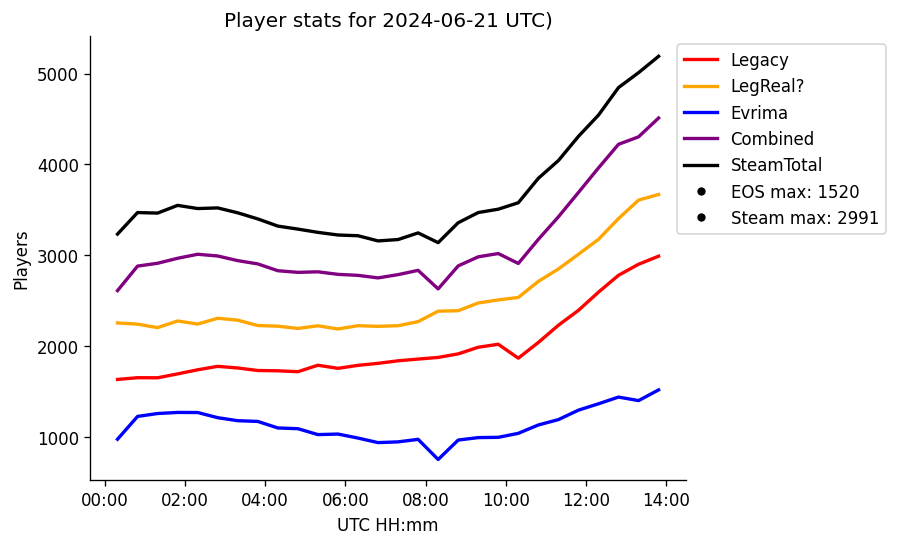 Player stats for 2024-06-21 UTC)
Players
5000
4000
3000
2000
1000
00:00 02:00 04:00 06:00 08:00 10:00 12:00 14:00
UTC HH:mm
Legacy
LegReal?
Evrima
Combined
SteamTotal
EOS max: 1520
Steam max: 2991